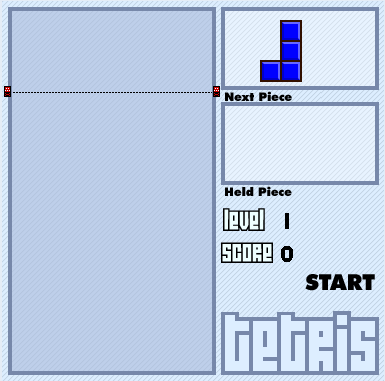 Next Piece
Held Piece
level 1
score 0
START
tetris